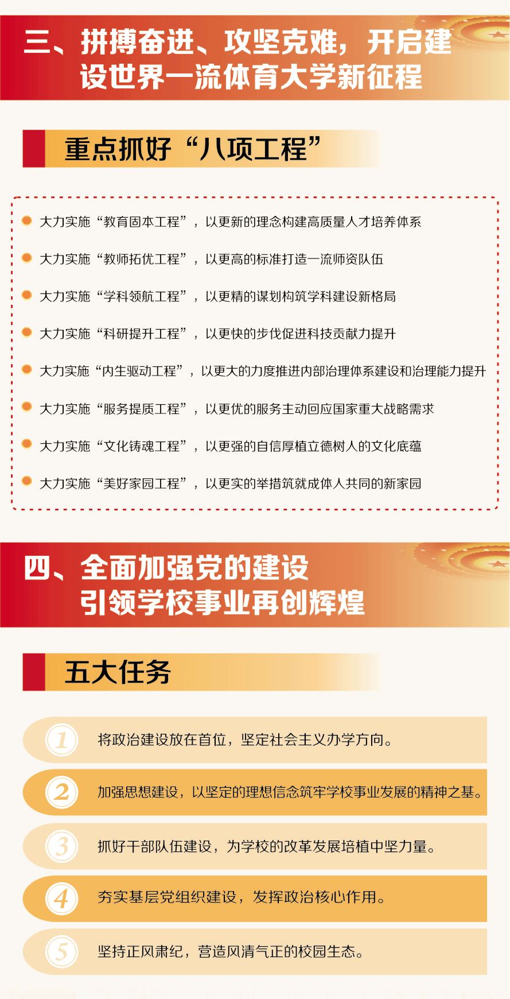 三、拼搏奋进、攻坚克难，开启建
设世界一流体育大学新征程
重点抓好“八项工程”
大力实施“教育固本工程”，以更新的理念构建高质量人才培养体系
大力实施“教师拓优工程”，以更高的标准打造一流师资队伍
大力实施“学科领航工程”，以更精的谋划构筑学科建设新格局
大力实施“科研提升工程”，以更快的步伐促进科技贡献力提升
大力实施“内生驱动工程”，以更大的力度推进内部治理体系建设和治理能力提升
大力实施“服务提质工程”，以更优的服务主动回应国家重大战略需求
大力实施“文化铸魂工程”，以更强的自信厚植立德树人的文化底蕴
大力实施“美好家园工程”，以更实的举措筑就成体人共同的新家园
四、全面加强党的建设
引领学校事业再创辉煌
五大任务
1 将政治建设放在首位，坚定社会主义办学方向。
2 加强思想建设，以坚定的理想信念筑牢学校事业发展的精神之基。
3 抓好干部队伍建设，为学校的改革发展培植中坚力量。
4 夯实基层党组织建设，发挥政治核心作用。
5 坚持正风肃纪，营造风清气正的校园生态。